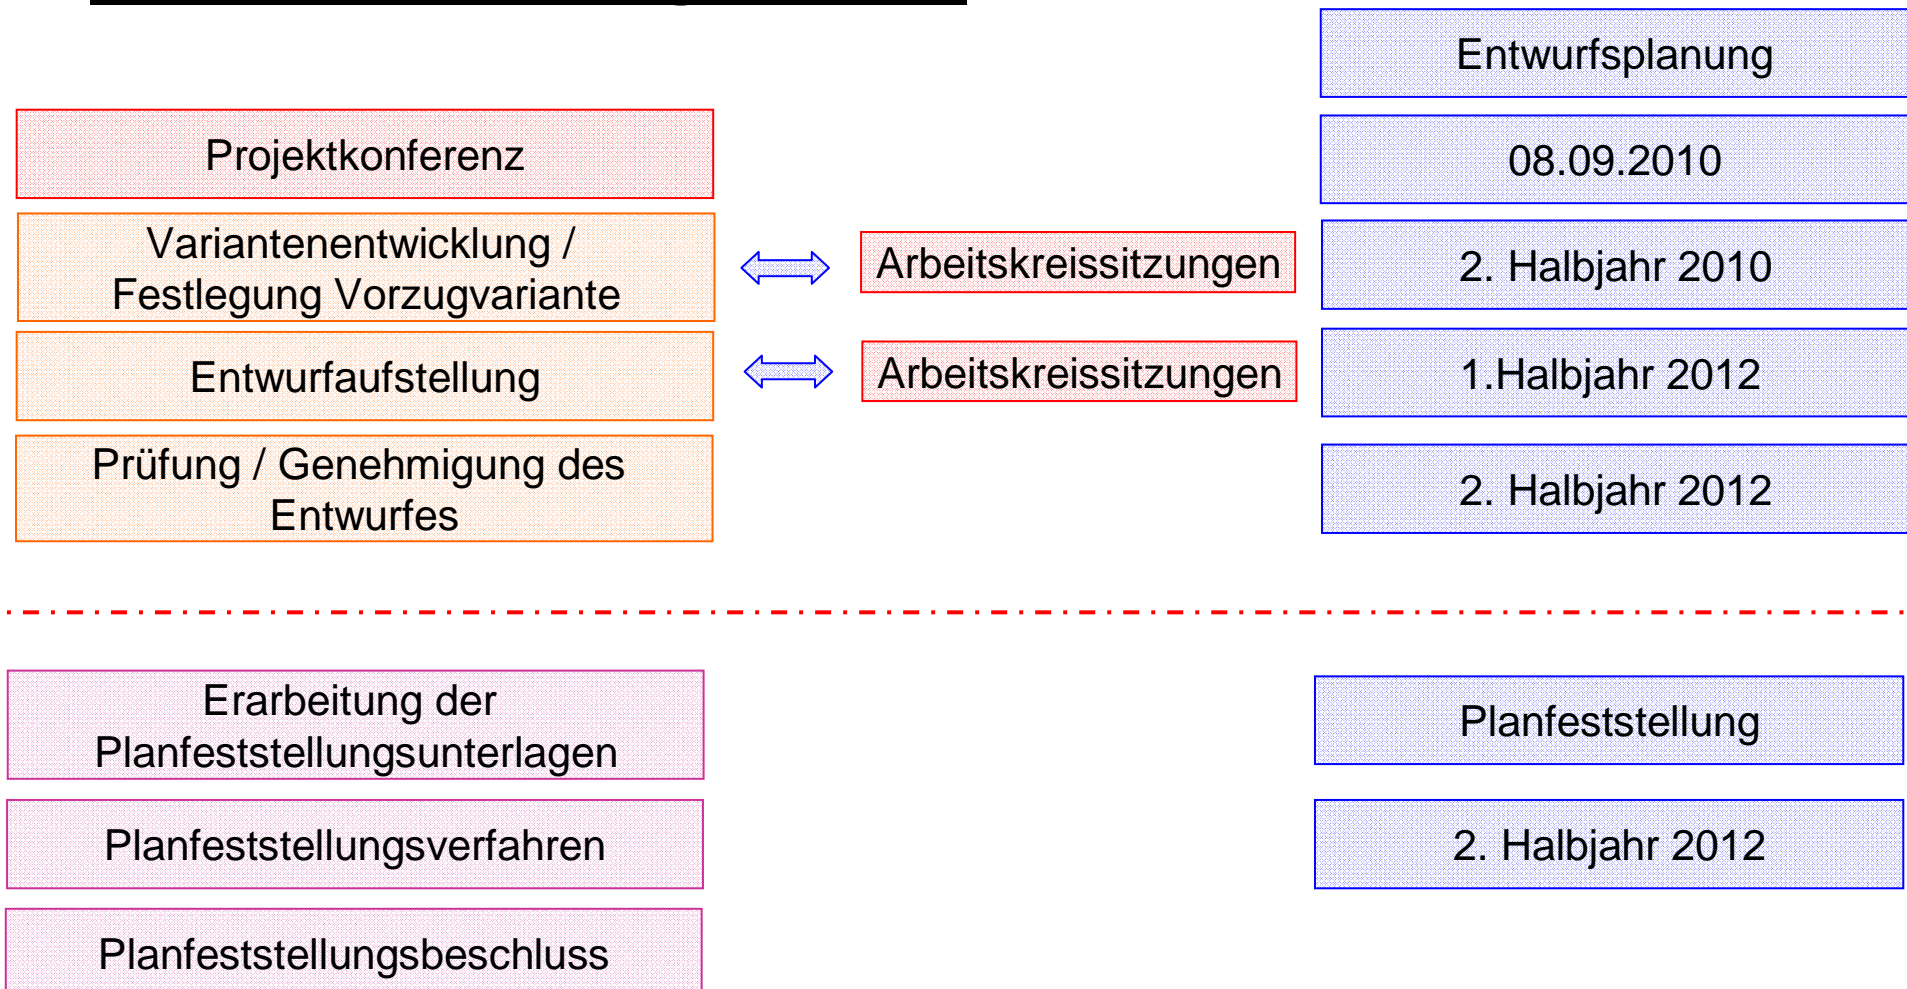 Entwurfsplanung
Projektkonferenz
08.09.2010
Variantenentwicklung /
Festlegung Vorzugvariante
Arbeitskreissitzungen
2. Halbjahr 2010
Entwurfaufstellung
Arbeitskreissitzungen
1.Halbjahr 2012
Prüfung / Genehmigung des
Entwurfes
2. Halbjahr 2012
Erarbeitung der
Planfeststellungsunterlagen
Planfeststellung
Planfeststellungsverfahren
2. Halbjahr 2012
Planfeststellungsbeschluss